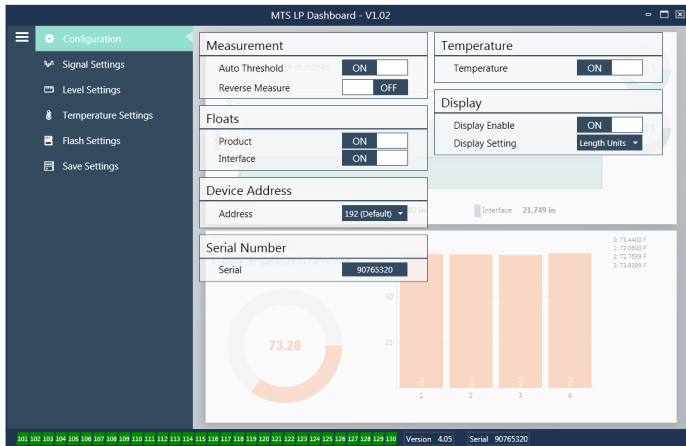 MTS LP Dashboard - V1.02
Configuration
Signal Settings
Level Settings
Temperature Settings
Flash Settings
Save Settings
Measurement
Auto Threshold ON
Reverse Measure OFF
Floats
Product ON
Interface ON
Device Address
Address 192 (Default)
Serial Number
Serial 90765320
Temperature
Temperature ON
Display
Display Enable ON
Display Setting Length Units
Interface 21.749 in
0: 73.4400 F
1: 73.0800 F
2: 72.7699 F
3: 73.8399 F
73.28
50
25
1 2 3 4
101 102 103 104 105 106 107 108 109 110 111 112 113 114 115 116 117 118 119 120 121 122 123 124 125 126 127 128 129 130 Version 4.05 Serial 90765320